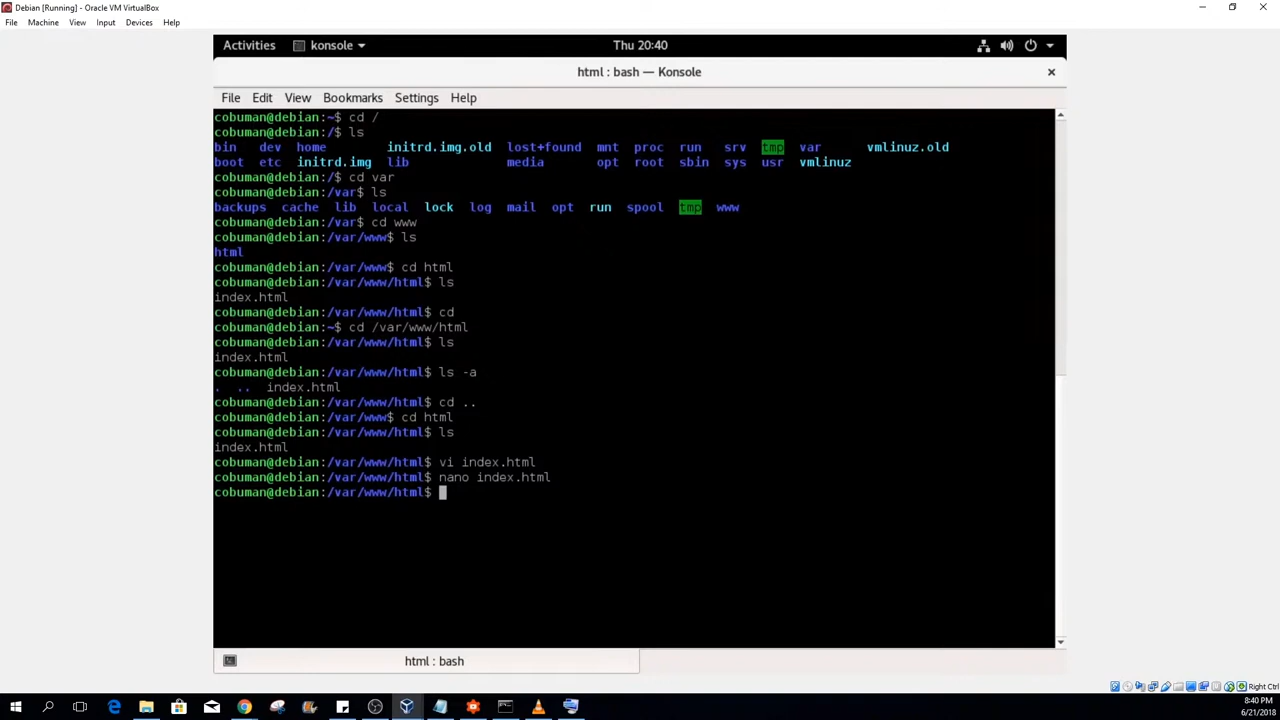 Debian [Running] - Oracle VM VirtualBox
File Machine View Input Devices Help
Activities konsole Thu 20:40
html : bash — Konsole
File Edit View Bookmarks Settings Help
cobuman@debian:~$ cd /
cobuman@debian:/$ ls
bin dev home initrd.img.old lost+found mnt proc run srv tmp var vmlinuz.old
boot etc initrd.img lib media opt root sbin sys usr vmlinuz
cobuman@debian:/$ cd var
cobuman@debian:/var$ ls
backups cache lib local lock log mail opt run spool tmp www
cobuman@debian:/var$ cd www
cobuman@debian:/var/www$ ls
html
cobuman@debian:/var/www$ cd html
cobuman@debian:/var/www/html$ ls
index.html
cobuman@debian:/var/www/html$ cd
cobuman@debian:~$ cd /var/www/html
cobuman@debian:/var/www/html$ ls
index.html
cobuman@debian:/var/www/html$ ls -a
. .. index.html
cobuman@debian:/var/www/html$ cd ..
cobuman@debian:/var/www$ cd html
cobuman@debian:/var/www/html$ ls
index.html
cobuman@debian:/var/www/html$ vi index.html
cobuman@debian:/var/www/html$ nano index.html
cobuman@debian:/var/www/html$
html : bash
Right Ctrl
8:40 PM
6/21/2018